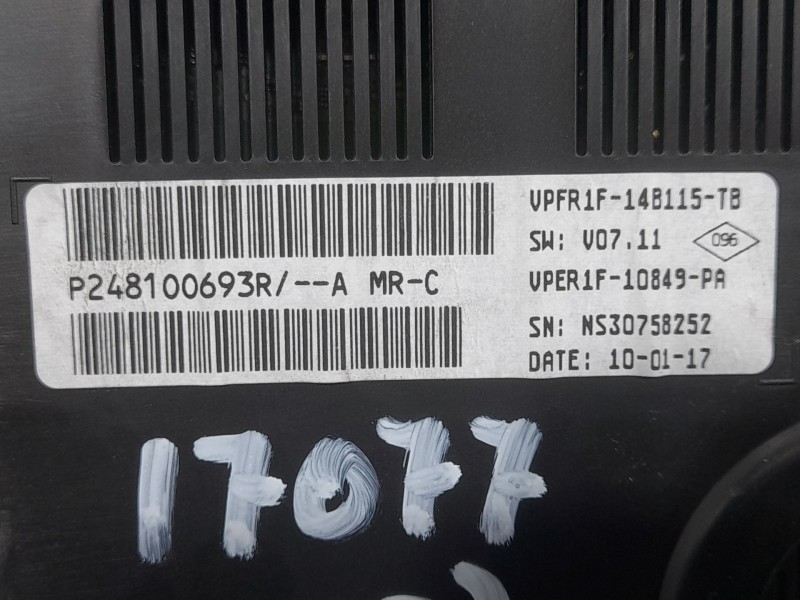 VPFR1F-14B115-TB
SW: V07.11
096
P248100693R/--A MR-C
VPER1F-10849-PA
SN: NS30758252
DATE: 10-01-17
17077